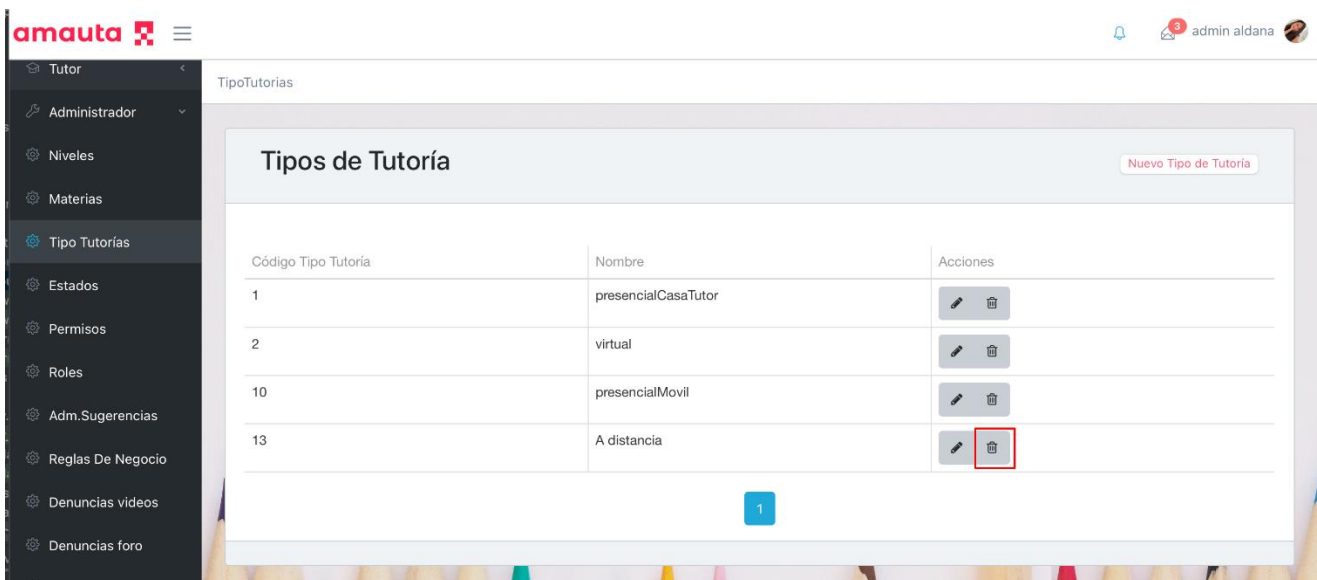 amauta
3
admin aldana
Tutor
Administrador
Niveles
Materias
Tipo Tutorías
Estados
Permisos
Roles
Adm.Sugerencias
Reglas De Negocio
Denuncias videos
Denuncias foro
TipoTutorias
Tipos de Tutoría
Nuevo Tipo de Tutoría
Código Tipo Tutoría Nombre Acciones
1 presencialCasaTutor
2 virtual
10 presencialMovil
13 A distancia
1